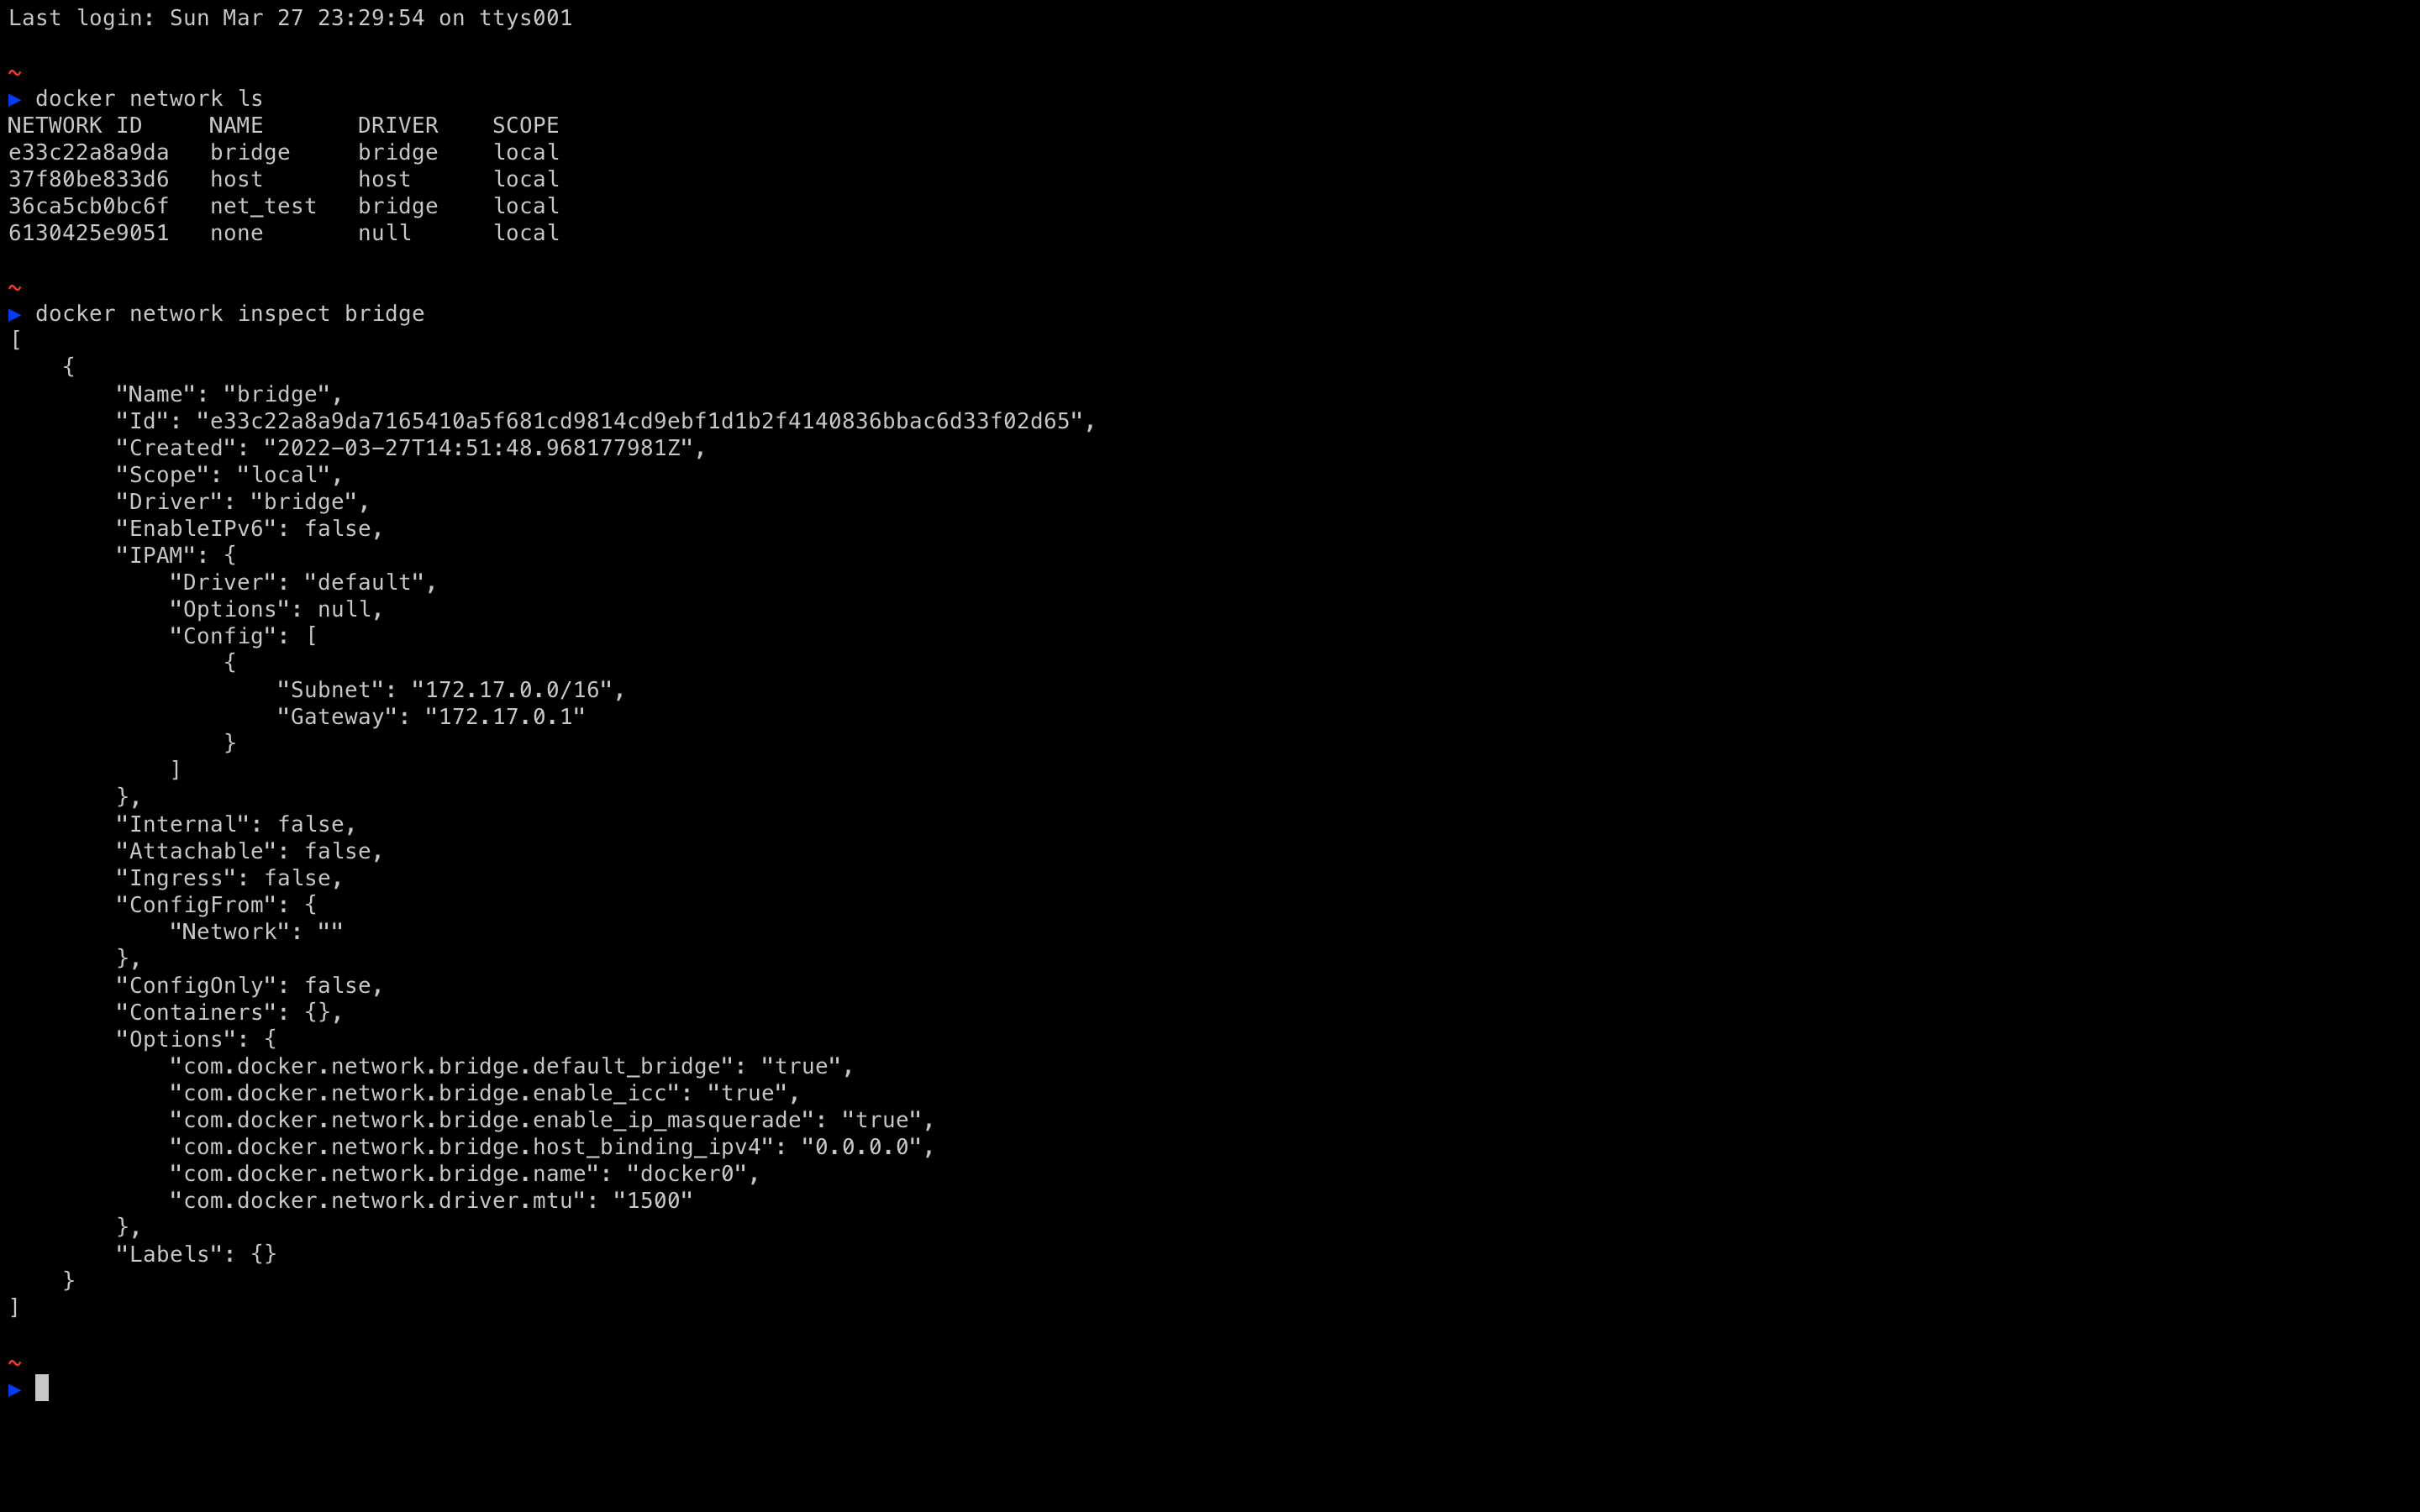 Last login: Sun Mar 27 23:29:54 on ttys001
~
▶ docker network ls
NETWORK ID     NAME       DRIVER    SCOPE
e33c22a8a9da   bridge     bridge    local
37f80be833d6   host       host      local
36ca5cb0bc6f   net_test   bridge    local
6130425e9051   none       null      local
~
▶ docker network inspect bridge
[
    {
        "Name": "bridge",
        "Id": "e33c22a8a9da7165410a5f681cd9814cd9ebf1d1b2f4140836bbac6d33f02d65",
        "Created": "2022-03-27T14:51:48.968177981Z",
        "Scope": "local",
        "Driver": "bridge",
        "EnableIPv6": false,
        "IPAM": {
            "Driver": "default",
            "Options": null,
            "Config": [
                {
                    "Subnet": "172.17.0.0/16",
                    "Gateway": "172.17.0.1"
                }
            ]
        },
        "Internal": false,
        "Attachable": false,
        "Ingress": false,
        "ConfigFrom": {
            "Network": ""
        },
        "ConfigOnly": false,
        "Containers": {},
        "Options": {
            "com.docker.network.bridge.default_bridge": "true",
            "com.docker.network.bridge.enable_icc": "true",
            "com.docker.network.bridge.enable_ip_masquerade": "true",
            "com.docker.network.bridge.host_binding_ipv4": "0.0.0.0",
            "com.docker.network.bridge.name": "docker0",
            "com.docker.network.driver.mtu": "1500"
        },
        "Labels": {}
    }
]
~
▶